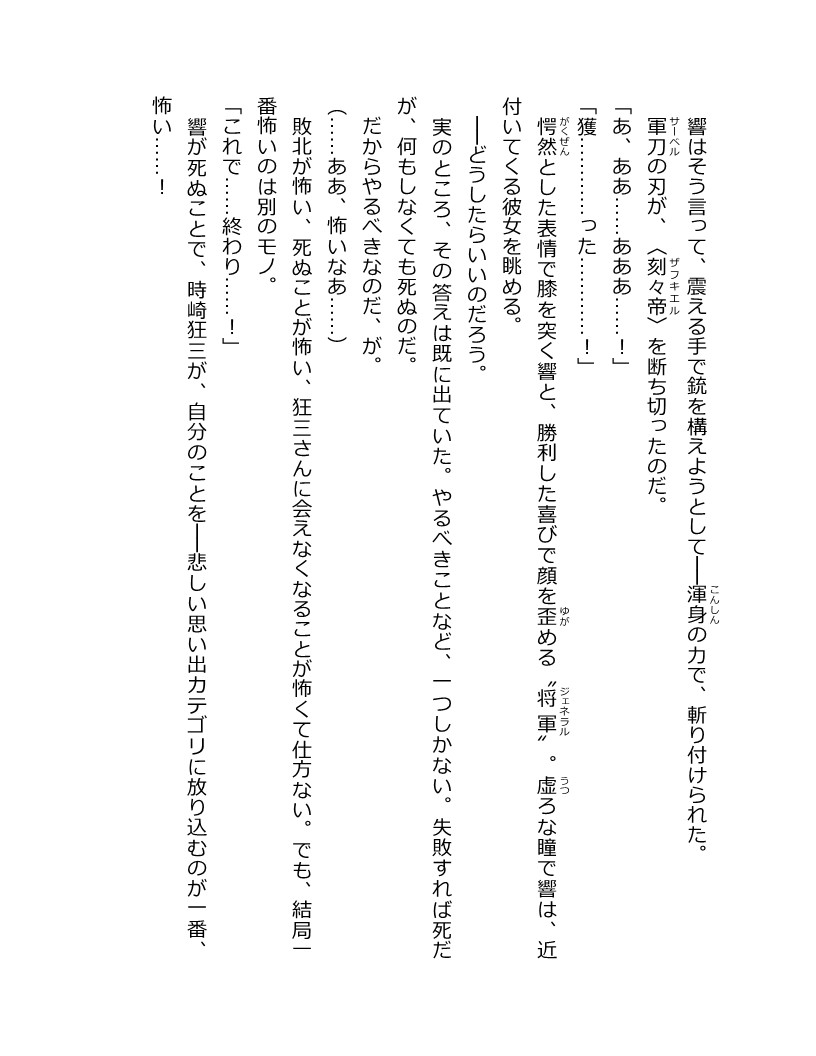 響はそう言って、震える手で銃を構えようとして――渾身の力で、斬り付けられた。
軍刀の刃が、〈刻々帝〉を断ち切ったのだ。
「あ、ああ……あああ……！」
「獲…………った…………！」
愕然とした表情で膝を突く響と、勝利した喜びで顔を歪める〝将軍〟。虚ろな瞳で響は、近
付いてくる彼女を眺める。
――どうしたらいいのだろう。
実のところ、その答えは既に出ていた。やるべきことなど、一つしかない。失敗すれば死だ
が、何もしなくても死ぬのだ。
だからやるべきなのだ、が。
（……ああ、怖いなあ……）
敗北が怖い、死ぬことが怖い、狂三さんに会えなくなることが怖くて仕方ない。でも、結局一
番怖いのは別のモノ。
「これで……終わり……！」
響が死ぬことで、時崎狂三が、自分のことを――悲しい思い出カテゴリに放り込むのが一番、
怖い……！